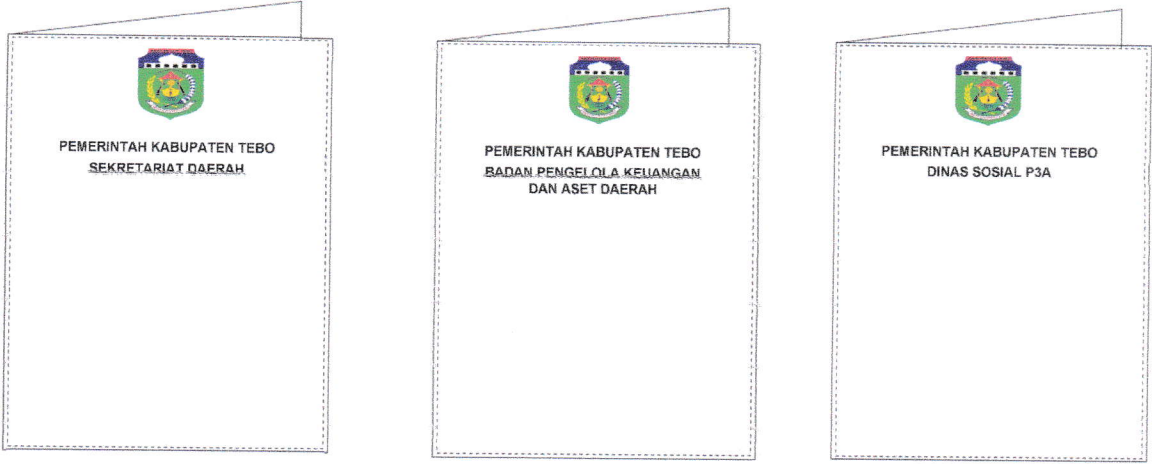 PEMERINTAH KABUPATEN TEBO
SEKRETARIAT DAERAH
PEMERINTAH KABUPATEN TEBO
BADAN PENGELOLA KEUANGAN
DAN ASET DAERAH
PEMERINTAH KABUPATEN TEBO
DINAS SOSIAL P3A